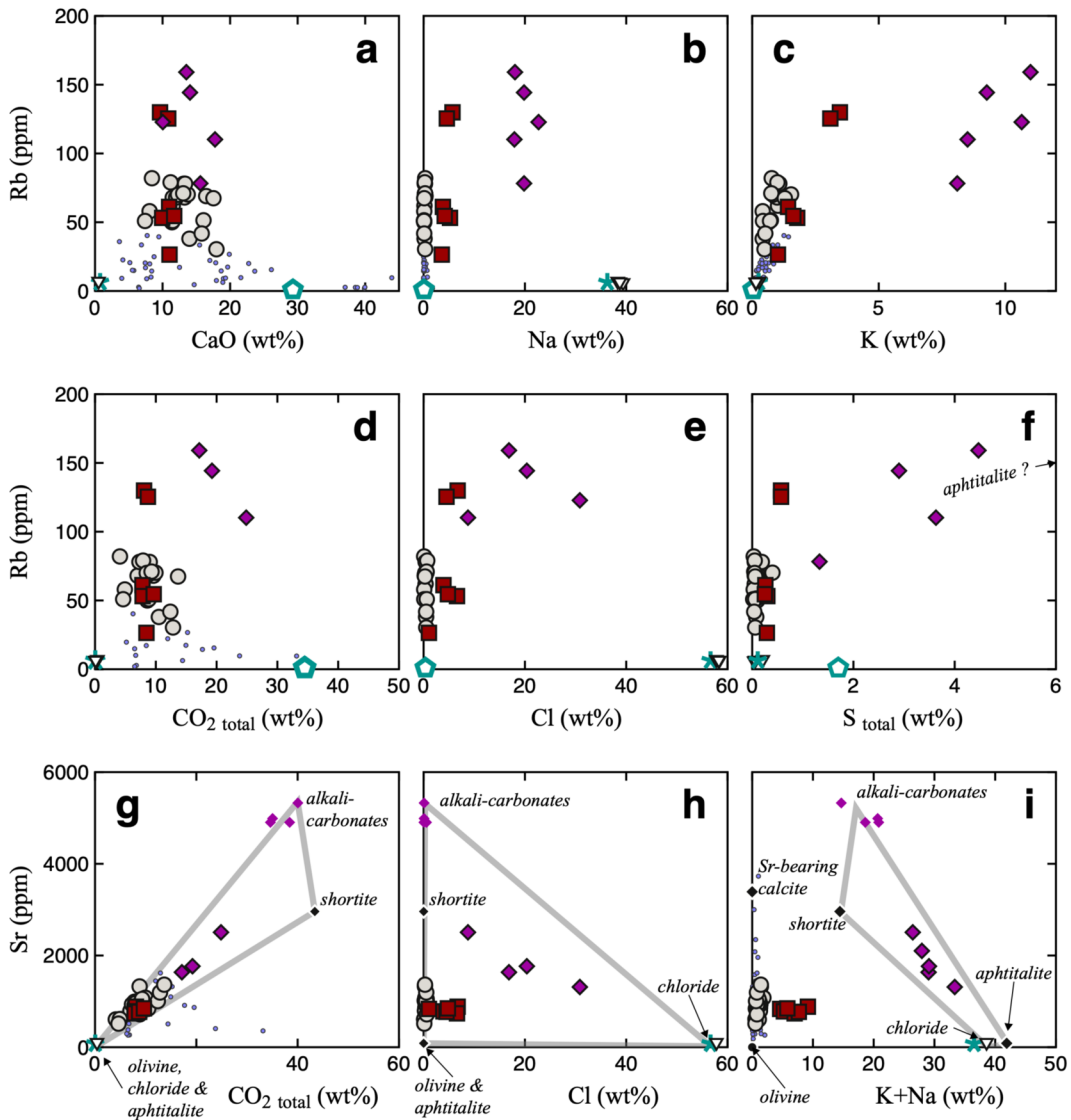 200
150
100
50
0
Rb (ppm)
a
0 10 20 30 40
CaO (wt%)
b
0 20 40 60
Na (wt%)
c
0 5 10
K (wt%)
200
150
100
50
0
Rb (ppm)
d
0 10 20 30 40 50
CO2 total (wt%)
e
0 20 40 60
Cl (wt%)
f
aphtitalite ?
0 2 4 6
S total (wt%)
6000
4000
2000
0
Sr (ppm)
g
alkali-
carbonates
shortite
0 20 40 60
olivine,
chloride &
aphtitalite
CO2 total (wt%)
h
alkali-carbonates
shortite
chloride
0 20 40 60
olivine &
aphtitalite
Cl (wt%)
i
alkali-carbonates
Sr-bearing
calcite
shortite
aphtitalite
chloride
0 10 20 30 40 50
olivine
K+Na (wt%)